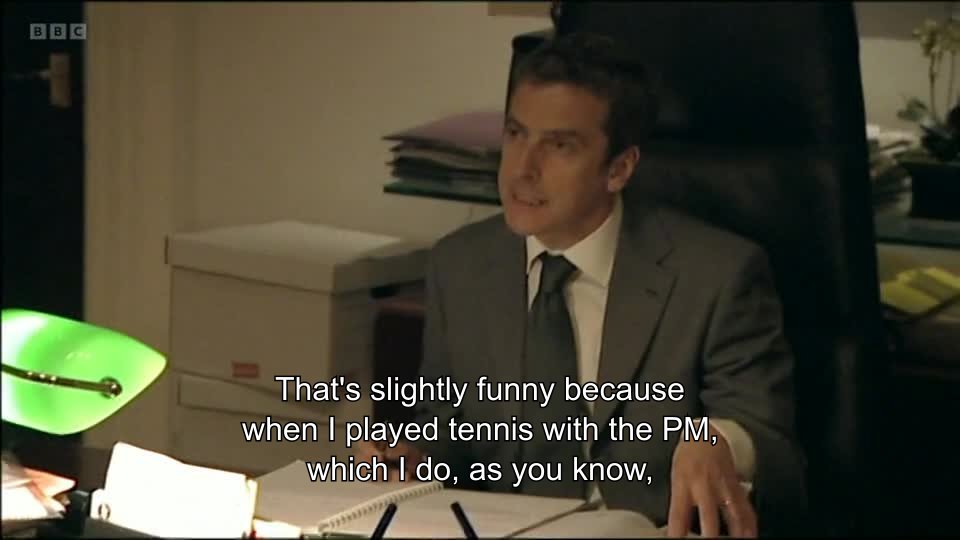 BBC
That's slightly funny because
when I played tennis with the PM,
which I do, as you know,